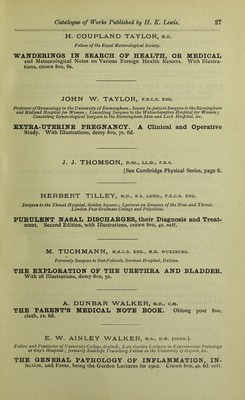 Catalogue of Works Published by H. K. Lewis. 27
H. COUPLAND TAYLOR, M.D.
Fellow of the Royal Meteorological Society.
WANDERINGS IN SEARCH OF HEALTH, OR MEDICAL
and Meteorological Notes on Various Foreign Health Resorts. With Illustra-
tions, crown 8vo, 6s.
JOHN W. TAYLOR, F.R.C.S. ENG.
Professor of Gynæcology in the University of Birmingham; Senior In-patient Surgeon to the Birmingham
and Midland Hospital for Women; Consulting Surgeon to the Wolverhampton Hospital for Women;
Consulting Gynæcological Surgeon to the Birmingham Skin and Lock Hospital, &c.
EXTRA-UTERINE PREGNANCY. A Clinical and Operative
Study. With Illustrations, demy 8vo, 7s. 6d.
J. J. THOMSON, D.SC., LL.D., F.R.S.
[See Cambridge Physical Series, page 6.
HERBERT TILLEY, M.D., B.S. LOND., F.R.C.S. ENG.
Surgeon to the Throat Hospital, Golden Square; Lecturer on Diseases of the Nose and Throat,
London Post-Graduate College and Polyclinic.
PURULENT NASAL DISCHARGES, their Diagnosis and Treat-
ment. Second Edition, with Illustrations, crown 8vo, 4s. nett.
M. TUCHMANN, M.R.C.S. ENG., M.D. WURZBURG.
Formerly Surgeon to Out-Patients, German Hospital, Dalston.
THE EXPLORATION OF THE URETHRA AND BLADDER.
With 26 Illustrations, demy 8vo, 5s.
A. DUNBAR WALKER, M.D., C.M.
THE PARENT'S MEDICAL NOTE BOOK. Oblong post 8vo,
cloth, 1s. 6d.
E. W. AINLEY WALKER, M.A., D.M. (OXON.).
Fellow and Prælector of University College Oxford; Late Gordon Lecturer in Experimental Pathology
at Guy's Hospital; formerly Radcliffe Travelling Fellow in the University of Oxford, &c.
THE GENERAL PATHOLOGY OF INFLAMMATION, IN-
fection, and Fever, being the Gordon Lectures for 1902. Crown 8vo, 4s. 6d. nett.